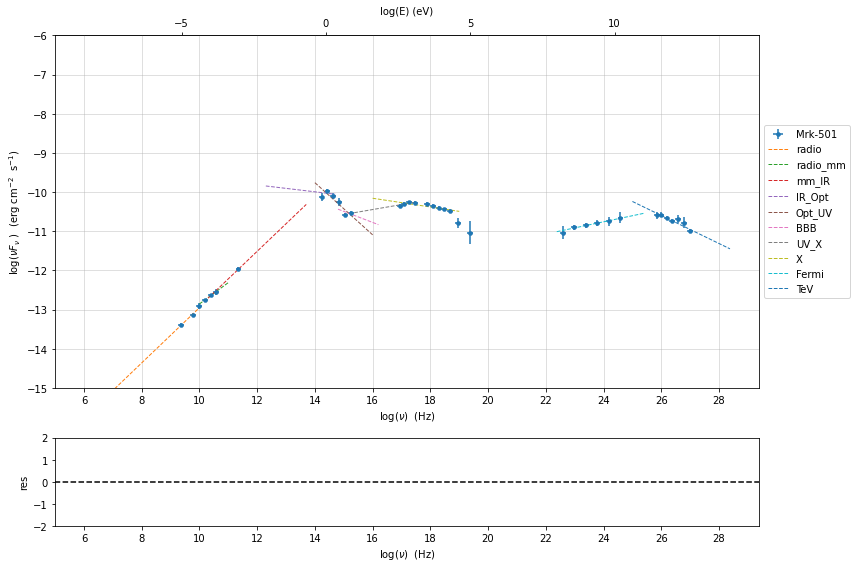 log(E) (eV)
−5 0 5 10
−6
−7
−8
−9
−10
−11
−12
−13
−14
−15
log(νF_ν ) (erg cm⁻² s⁻¹)
6 8 10 12 14 16 18 20 22 24 26 28
log(ν) (Hz)
Mrk-501
radio
radio_mm
mm_IR
IR_Opt
Opt_UV
BBB
UV_X
X
Fermi
TeV
2
1
0
−1
−2
res
6 8 10 12 14 16 18 20 22 24 26 28
log(ν) (Hz)